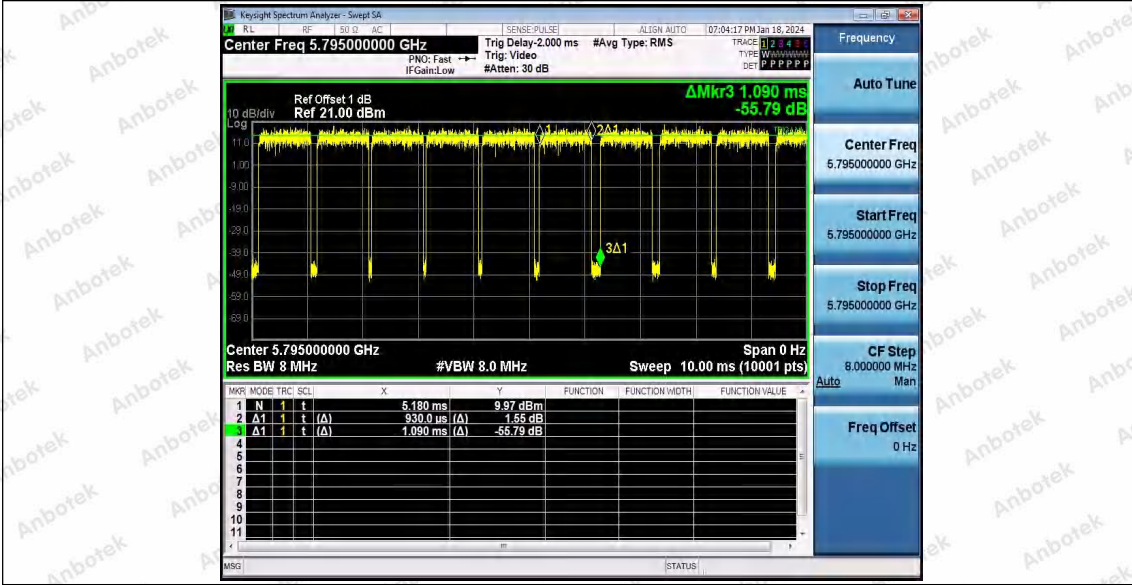 Keysight Spectrum Analyzer - Swept SA
RL RF 50 Ω AC SENSE:PULSE ALIGN AUTO 07:04:17 PM Jan 18, 2024
Center Freq 5.795000000 GHz
PNO: Fast
IFGain:Low
Trig Delay-2.000 ms
Trig: Video
#Atten: 30 dB
#Avg Type: RMS
TRACE 1 2 3 4 5 6
TYPE W
DET P P P P P P
ΔMkr3 1.090 ms
-55.79 dB
Ref Offset 1 dB
10 dB/div Ref 21.00 dBm
Log
11.0
1.00
-9.00
-19.0
-29.0
-39.0
-49.0
-59.0
-69.0
1
2Δ1
3Δ1
Center 5.795000000 GHz Span 0 Hz
Res BW 8 MHz #VBW 8.0 MHz Sweep 10.00 ms (10001 pts)
MKR MODE TRC SCL X Y FUNCTION FUNCTION WIDTH FUNCTION VALUE
1 N 1 t 5.180 ms 9.97 dBm
2 Δ1 1 t (Δ) 930.0 µs (Δ) 1.55 dB
3 Δ1 1 t (Δ) 1.090 ms (Δ) -55.79 dB
4
5
6
7
8
9
10
11
MSG STATUS
Frequency
Auto Tune
Center Freq
5.795000000 GHz
Start Freq
5.795000000 GHz
Stop Freq
5.795000000 GHz
CF Step
8.000000 MHz
Auto Man
Freq Offset
0 Hz
Anbotek